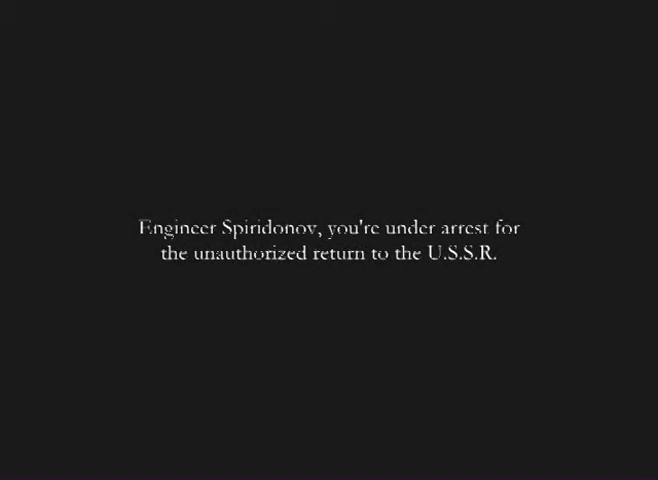 Engineer Spiridonov, you're under arrest for
the unauthorized return to the U.S.S.R.